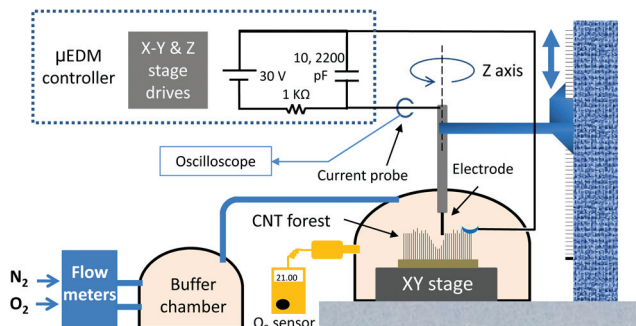 µEDM
controller
X-Y & Z
stage
drives
10, 2200
pF
30 V
1 KΩ
Z axis
Oscilloscope
Current probe
Electrode
CNT forest
N₂
O₂
Flow
meters
Buffer
chamber
21.00
O₂ sensor
XY stage